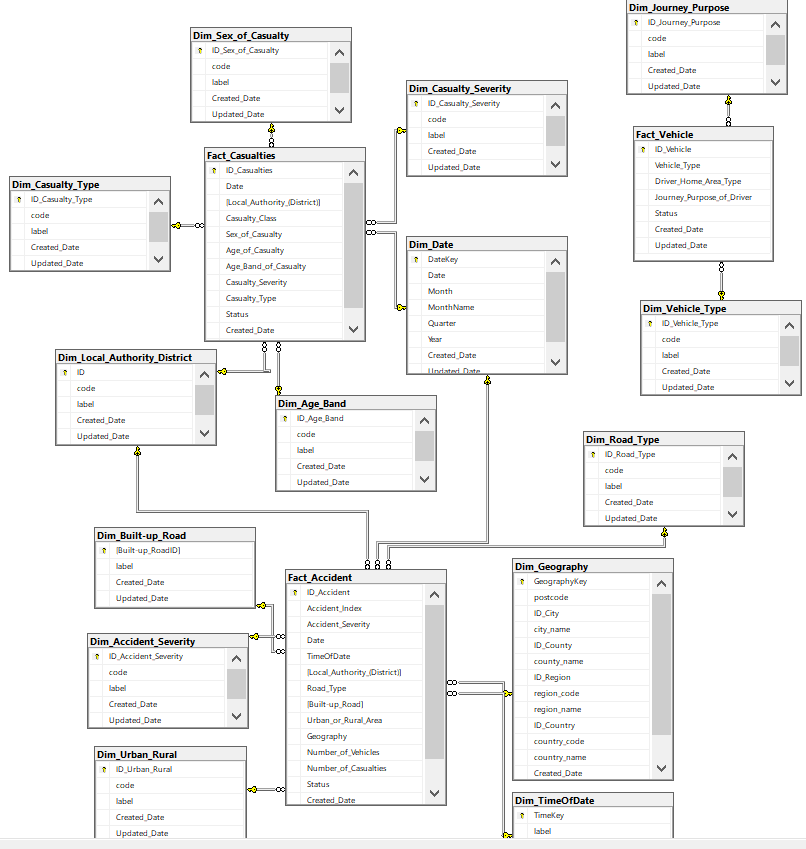 Dim_Journey_Purpose
ID_Journey_Purpose
code
label
Created_Date
Updated_Date
Dim_Sex_of_Casualty
ID_Sex_of_Casualty
code
label
Created_Date
Updated_Date
Dim_Casualty_Severity
ID_Casualty_Severity
code
label
Created_Date
Updated_Date
Fact_Vehicle
ID_Vehicle
Vehicle_Type
Driver_Home_Area_Type
Journey_Purpose_of_Driver
Status
Created_Date
Updated_Date
Fact_Casualties
ID_Casualties
Date
[Local_Authority_(District)]
Casualty_Class
Sex_of_Casualty
Age_of_Casualty
Age_Band_of_Casualty
Casualty_Severity
Casualty_Type
Status
Created_Date
Dim_Casualty_Type
ID_Casualty_Type
code
label
Created_Date
Updated_Date
Dim_Date
DateKey
Date
Month
MonthName
Quarter
Year
Created_Date
Updated_Date
Dim_Vehicle_Type
ID_Vehicle_Type
code
label
Created_Date
Updated_Date
Dim_Local_Authority_District
ID
code
label
Created_Date
Updated_Date
Dim_Age_Band
ID_Age_Band
code
label
Created_Date
Updated_Date
Dim_Road_Type
ID_Road_Type
code
label
Created_Date
Updated_Date
Dim_Built-up_Road
[Built-up_RoadID]
label
Created_Date
Updated_Date
Fact_Accident
ID_Accident
Accident_Index
Accident_Severity
Date
TimeOfDate
[Local_Authority_(District)]
Road_Type
[Built-up_Road]
Urban_or_Rural_Area
Geography
Number_of_Vehicles
Number_of_Casualties
Status
Created_Date
Dim_Geography
GeographyKey
postcode
ID_City
city_name
ID_County
county_name
ID_Region
region_code
region_name
ID_Country
country_code
country_name
Created_Date
Dim_Accident_Severity
ID_Accident_Severity
code
label
Created_Date
Updated_Date
Dim_Urban_Rural
ID_Urban_Rural
code
label
Created_Date
Updated_Date
Dim_TimeOfDate
TimeKey
label